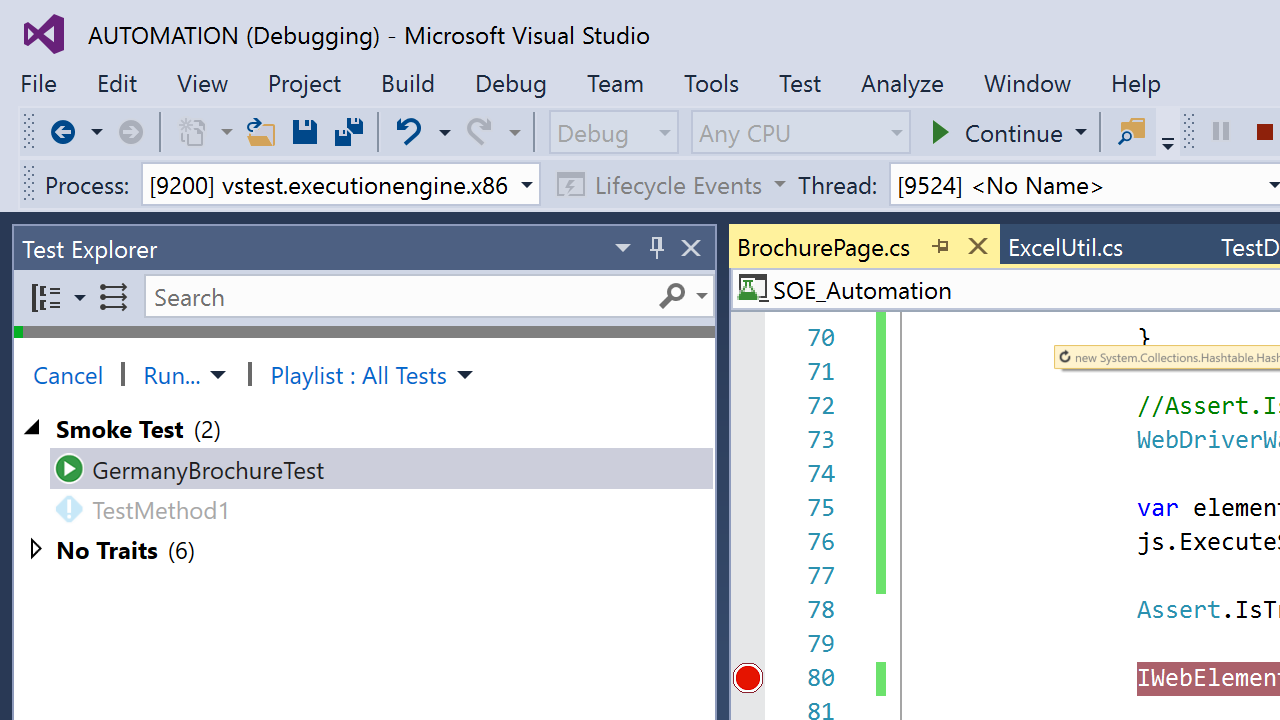 AUTOMATION (Debugging) - Microsoft Visual Studio
File Edit View Project Build Debug Team Tools Test Analyze Window Help
Debug Any CPU Continue
Process: [9200] vstest.executionengine.x86 Lifecycle Events Thread: [9524] <No Name>
Test Explorer
Search
Cancel | Run... | Playlist : All Tests
Smoke Test (2)
GermanyBrochureTest
TestMethod1
No Traits (6)
BrochurePage.cs ExcelUtil.cs TestD
SOE_Automation
70 }
new System.Collections.Hashtable.Hash
71
72 //Assert.Is
73 WebDriverWa
74
75 var element
76 js.ExecuteS
77
78 Assert.IsTr
79
80 IWebElement
81